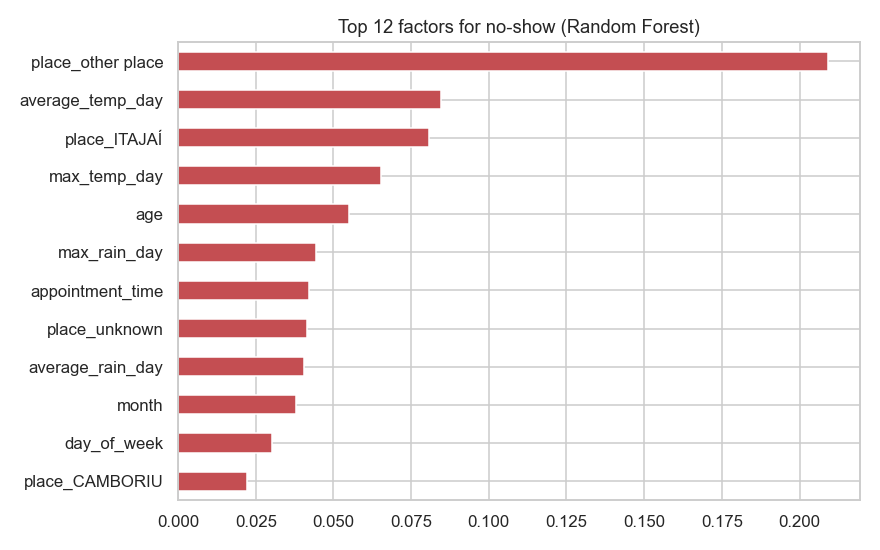 Top 12 factors for no-show (Random Forest)
place_other place
average_temp_day
place_ITAJAÍ
max_temp_day
age
max_rain_day
appointment_time
place_unknown
average_rain_day
month
day_of_week
place_CAMBORIU
0.000 0.025 0.050 0.075 0.100 0.125 0.150 0.175 0.200